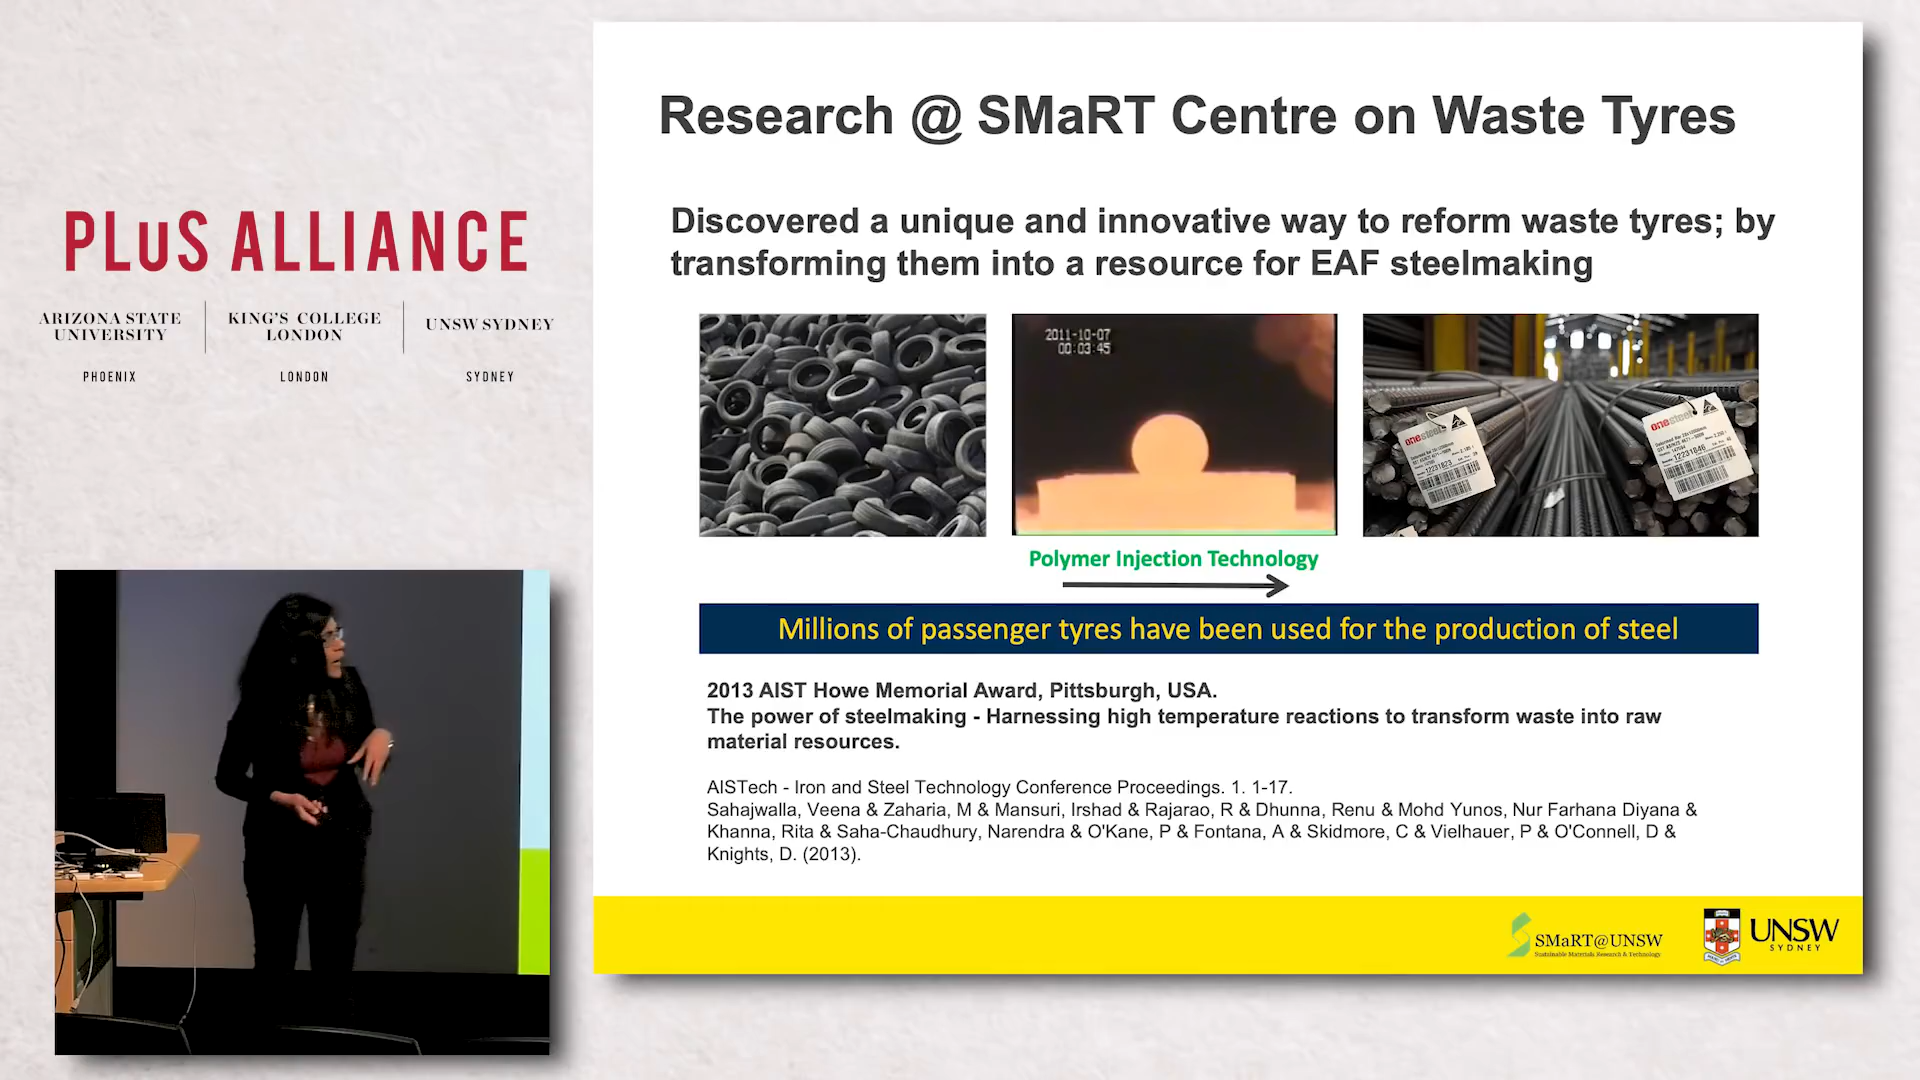 PLuS ALLIANCE
ARIZONA STATE
UNIVERSITY
PHOENIX
KING'S COLLEGE
LONDON
LONDON
UNSW SYDNEY
SYDNEY
Research @ SMaRT Centre on Waste Tyres
Discovered a unique and innovative way to reform waste tyres; by
transforming them into a resource for EAF steelmaking
2011-10-07
00:03:45
onesteel
12231823
onesteel
12231846
Polymer Injection Technology
Millions of passenger tyres have been used for the production of steel
2013 AIST Howe Memorial Award, Pittsburgh, USA.
The power of steelmaking - Harnessing high temperature reactions to transform waste into raw
material resources.
AISTech - Iron and Steel Technology Conference Proceedings. 1. 1-17.
Sahajwalla, Veena & Zaharia, M & Mansuri, Irshad & Rajarao, R & Dhunna, Renu & Mohd Yunos, Nur Farhana Diyana &
Khanna, Rita & Saha-Chaudhury, Narendra & O'Kane, P & Fontana, A & Skidmore, C & Vielhauer, P & O'Connell, D &
Knights, D. (2013).
SMaRT@UNSW
Sustainable Materials Research & Technology
UNSW
SYDNEY